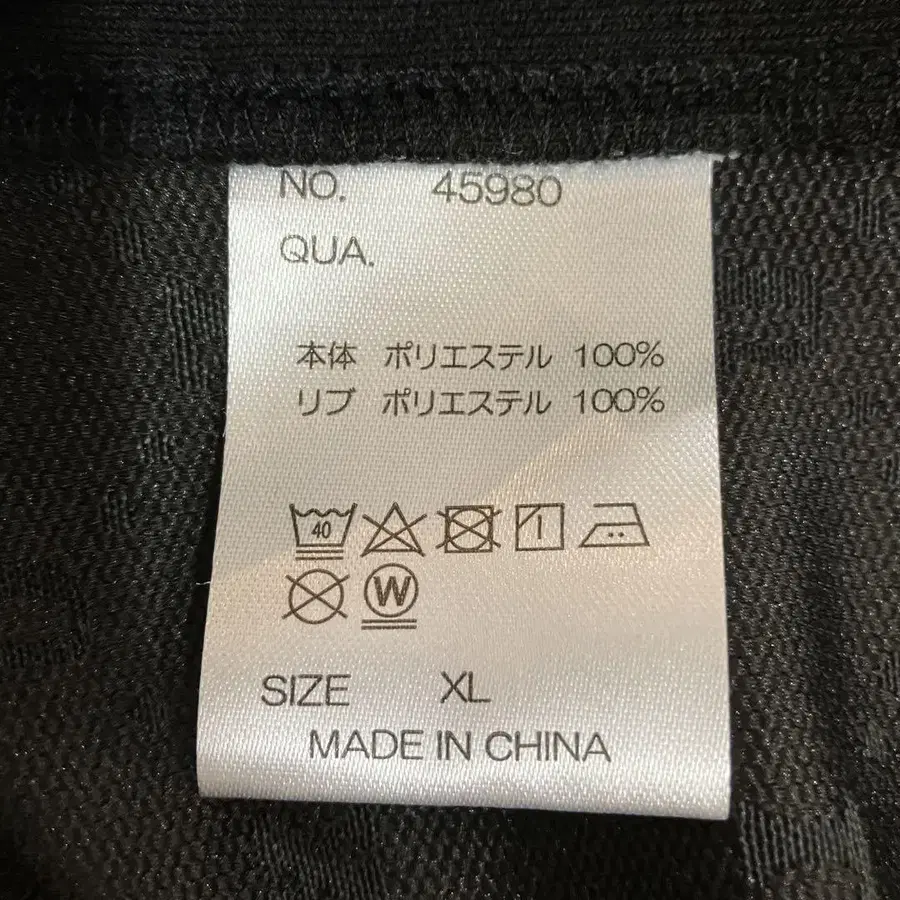 NO. 45980
QUA.
本体 ポリエステル 100%
リブ ポリエステル 100%
40
W
SIZE XL
MADE IN CHINA